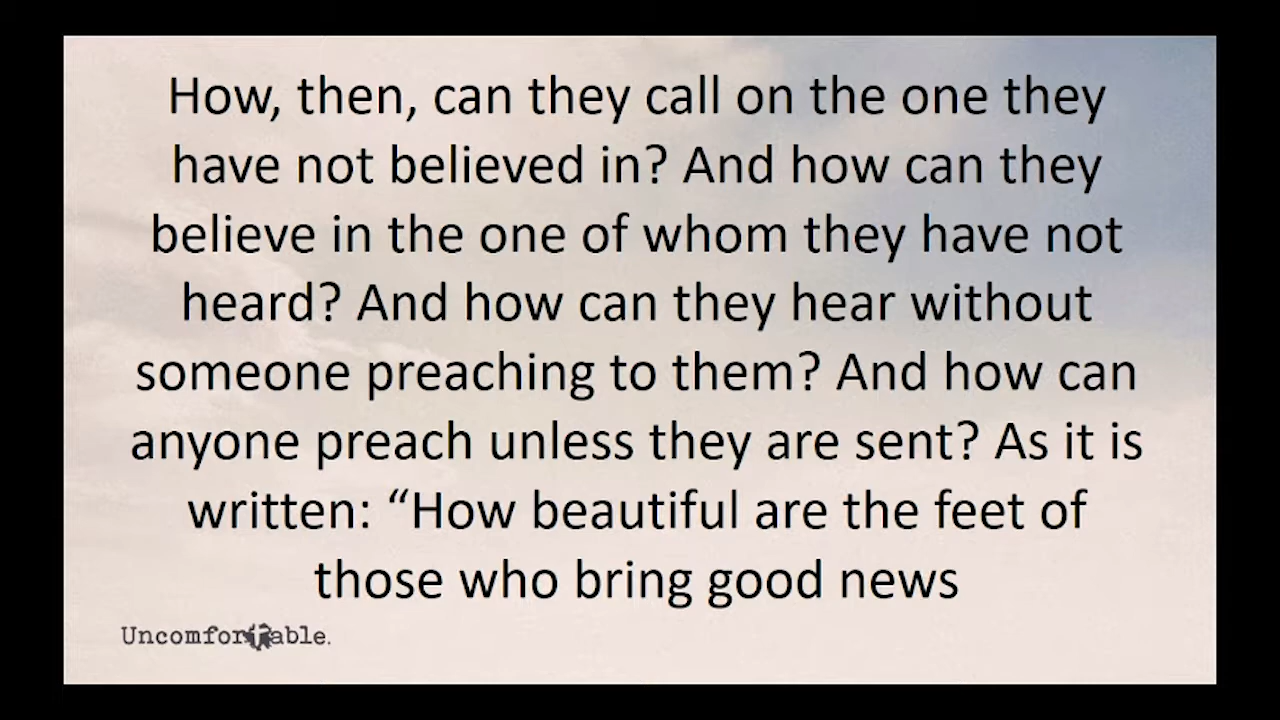 How, then, can they call on the one they
have not believed in? And how can they
believe in the one of whom they have not
heard? And how can they hear without
someone preaching to them? And how can
anyone preach unless they are sent? As it is
written: “How beautiful are the feet of
those who bring good news
Uncomfortable.